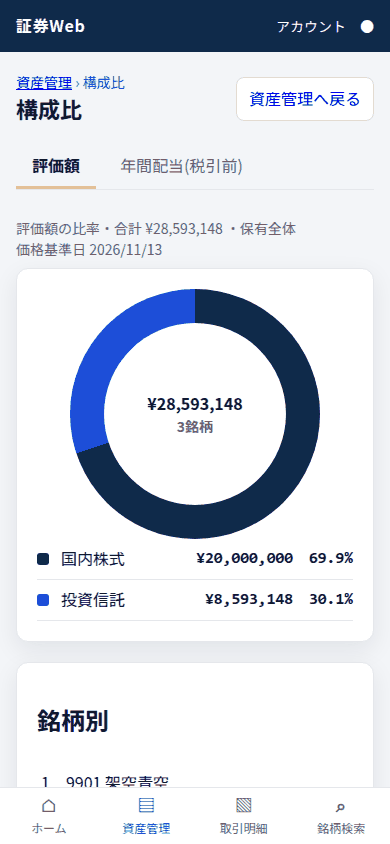 証券Web
アカウント
資産管理 › 構成比
構成比
資産管理へ戻る
評価額
年間配当(税引前)
評価額の比率・合計 ¥28,593,148 ・保有全体
価格基準日 2026/11/13
¥28,593,148
3銘柄
国内株式 ¥20,000,000 69.9%
投資信託 ¥8,593,148 30.1%
銘柄別
1 9901 架空青空
ホーム
資産管理
取引明細
銘柄検索